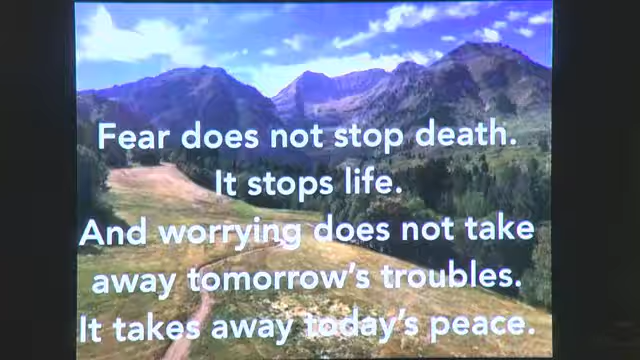 Fear does not stop death.
It stops life.
And worrying does not take
away tomorrow's troubles.
It takes away today's peace.